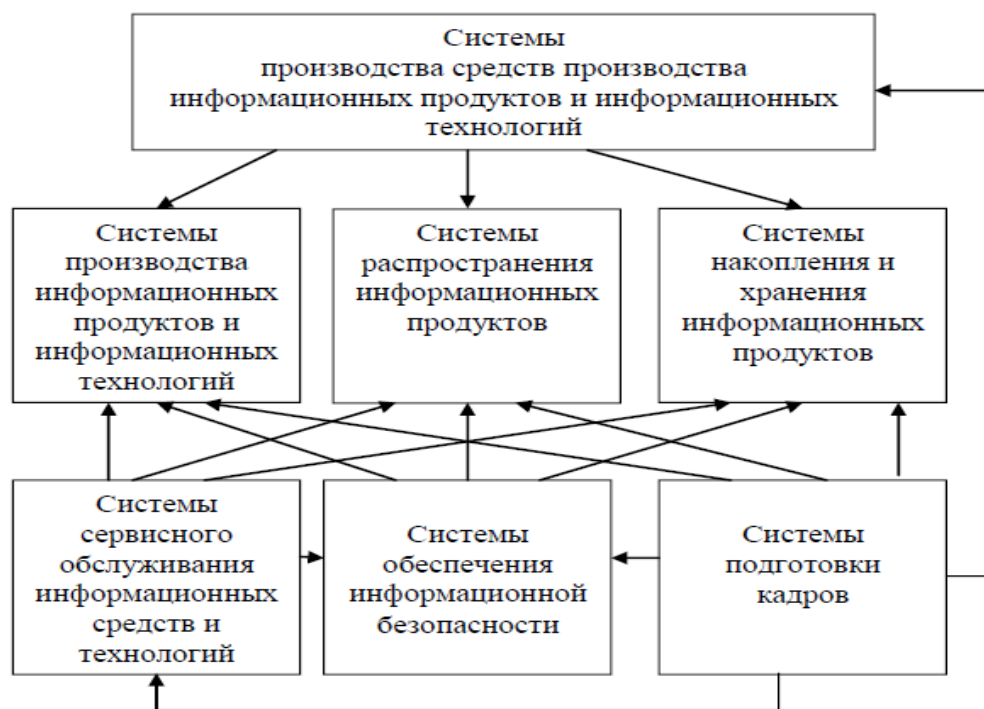 Системы
производства средств производства
информационных продуктов и информационных
технологий
Системы
производства
информационных
продуктов и
информационных
технологий
Системы
распространения
информационных
продуктов
Системы
накопления и
хранения
информационных
продуктов
Системы
сервисного
обслуживания
информационных
средств и
технологий
Системы
обеспечения
информационной
безопасности
Системы
подготовки
кадров